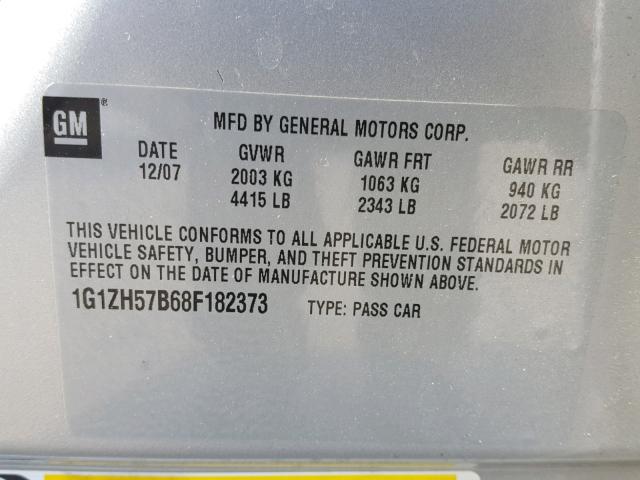 GM ®
MFD BY GENERAL MOTORS CORP.
DATE GVWR GAWR FRT GAWR RR
12/07 2003 KG 1063 KG 940 KG
4415 LB 2343 LB 2072 LB
THIS VEHICLE CONFORMS TO ALL APPLICABLE U.S. FEDERAL MOTOR
VEHICLE SAFETY, BUMPER, AND THEFT PREVENTION STANDARDS IN
EFFECT ON THE DATE OF MANUFACTURE SHOWN ABOVE.
1G1ZH57B68F182373 TYPE: PASS CAR